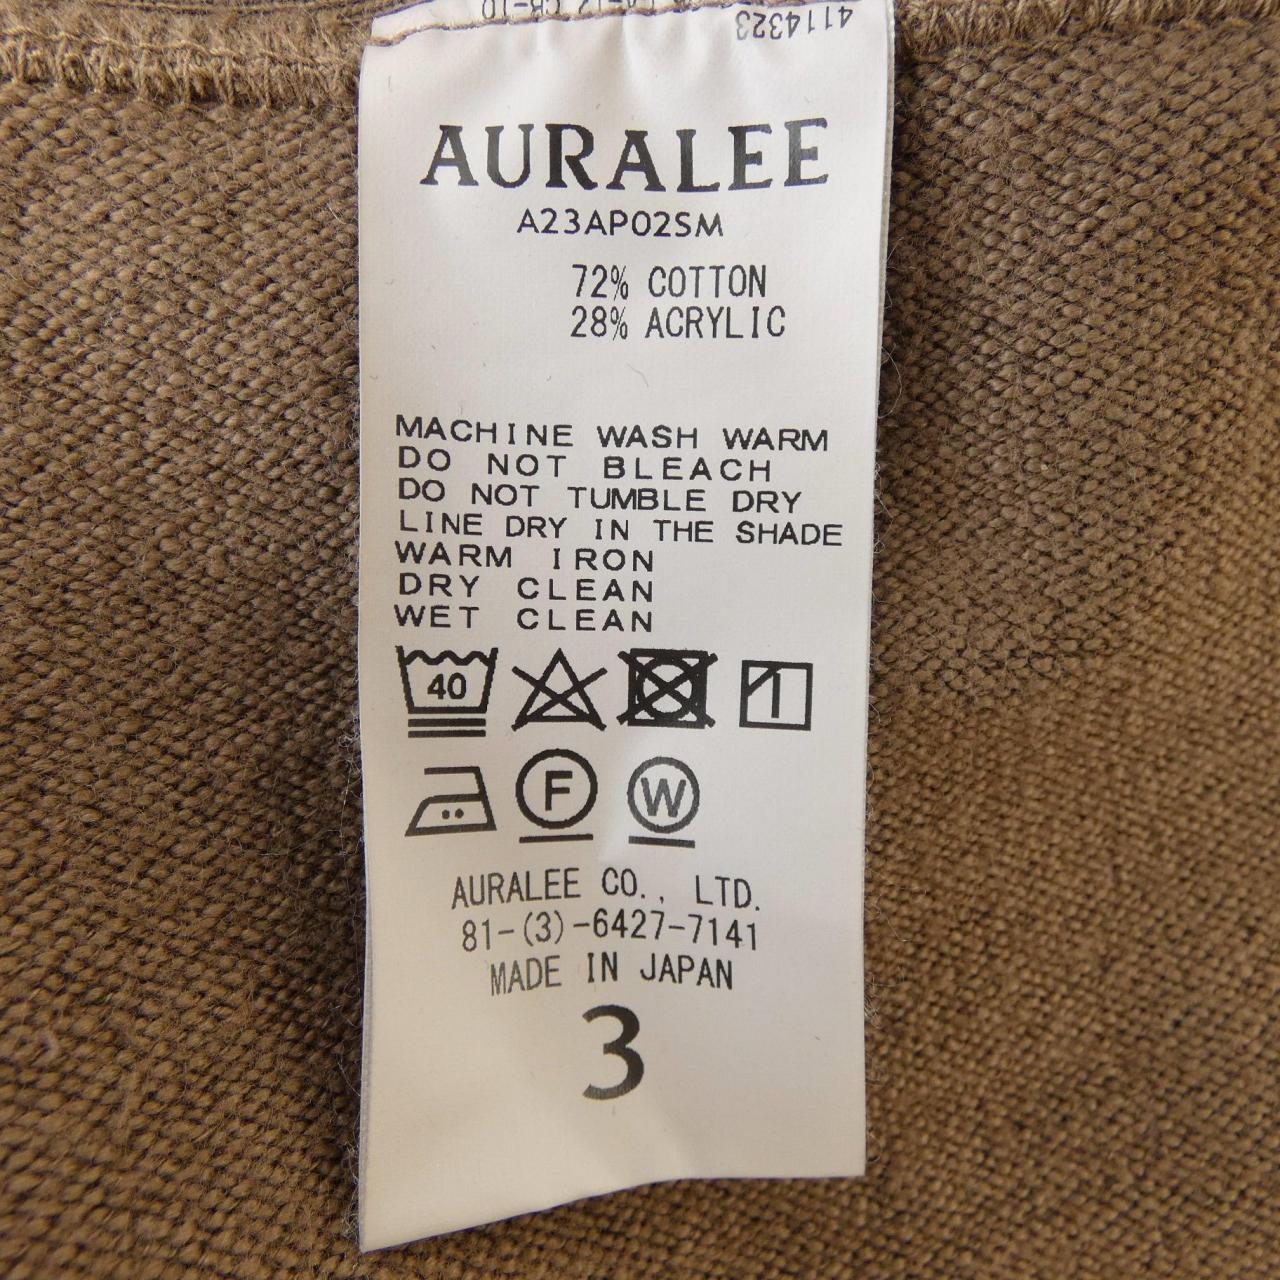 4114323
AURALEE
A23AP02SM
72% COTTON
28% ACRYLIC
MACHINE WASH WARM
DO NOT BLEACH
DO NOT TUMBLE DRY
LINE DRY IN THE SHADE
WARM IRON
DRY CLEAN
WET CLEAN
40
F W
AURALEE CO., LTD.
81-(3)-6427-7141
MADE IN JAPAN
3